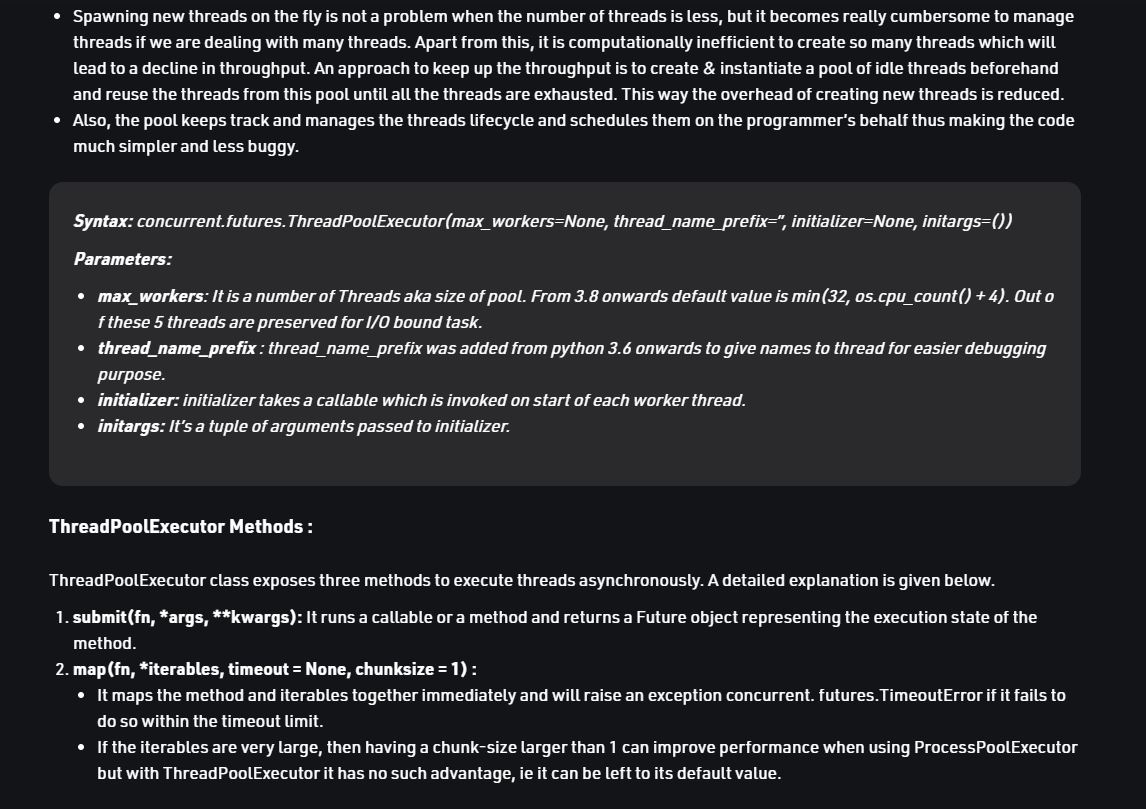 • Spawning new threads on the fly is not a problem when the number of threads is less, but it becomes really cumbersome to manage
threads if we are dealing with many threads. Apart from this, it is computationally inefficient to create so many threads which will
lead to a decline in throughput. An approach to keep up the throughput is to create & instantiate a pool of idle threads beforehand
and reuse the threads from this pool until all the threads are exhausted. This way the overhead of creating new threads is reduced.
• Also, the pool keeps track and manages the threads lifecycle and schedules them on the programmer's behalf thus making the code
much simpler and less buggy.
Syntax: concurrent.futures.ThreadPoolExecutor(max_workers=None, thread_name_prefix=”, initializer=None, initargs=())
Parameters:
• max_workers: It is a number of Threads aka size of pool. From 3.8 onwards default value is min(32, os.cpu_count() + 4). Out o
f these 5 threads are preserved for I/O bound task.
• thread_name_prefix : thread_name_prefix was added from python 3.6 onwards to give names to thread for easier debugging
purpose.
• initializer: initializer takes a callable which is invoked on start of each worker thread.
• initargs: It's a tuple of arguments passed to initializer.
ThreadPoolExecutor Methods :
ThreadPoolExecutor class exposes three methods to execute threads asynchronously. A detailed explanation is given below.
1. submit(fn, *args, **kwargs): It runs a callable or a method and returns a Future object representing the execution state of the
method.
2. map(fn, *iterables, timeout = None, chunksize = 1) :
• It maps the method and iterables together immediately and will raise an exception concurrent. futures.TimeoutError if it fails to
do so within the timeout limit.
• If the iterables are very large, then having a chunk-size larger than 1 can improve performance when using ProcessPoolExecutor
but with ThreadPoolExecutor it has no such advantage, ie it can be left to its default value.